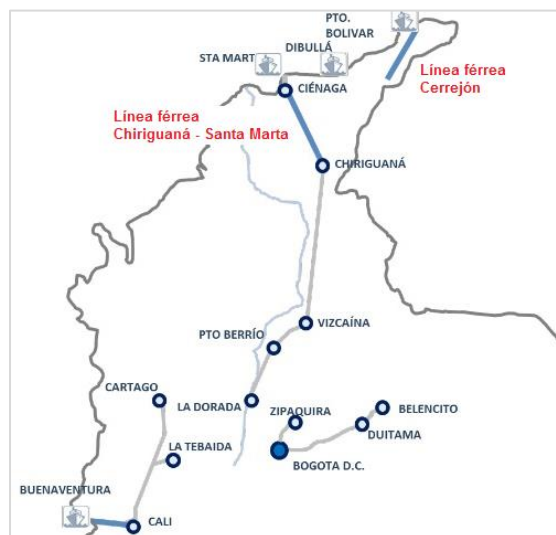 PTO.
BOLIVAR
DIBULLÁ
STA MART
CIÉNAGA
Línea férrea
Cerrejón
Línea férrea
Chiriguaná - Santa Marta
CHIRIGUANÁ
VIZCAÍNA
PTO BERRÍO
CARTAGO
LA DORADA
ZIPAQUIRA
BELENCITO
DUITAMA
LA TEBAIDA
BOGOTA D.C.
BUENAVENTURA
CALI